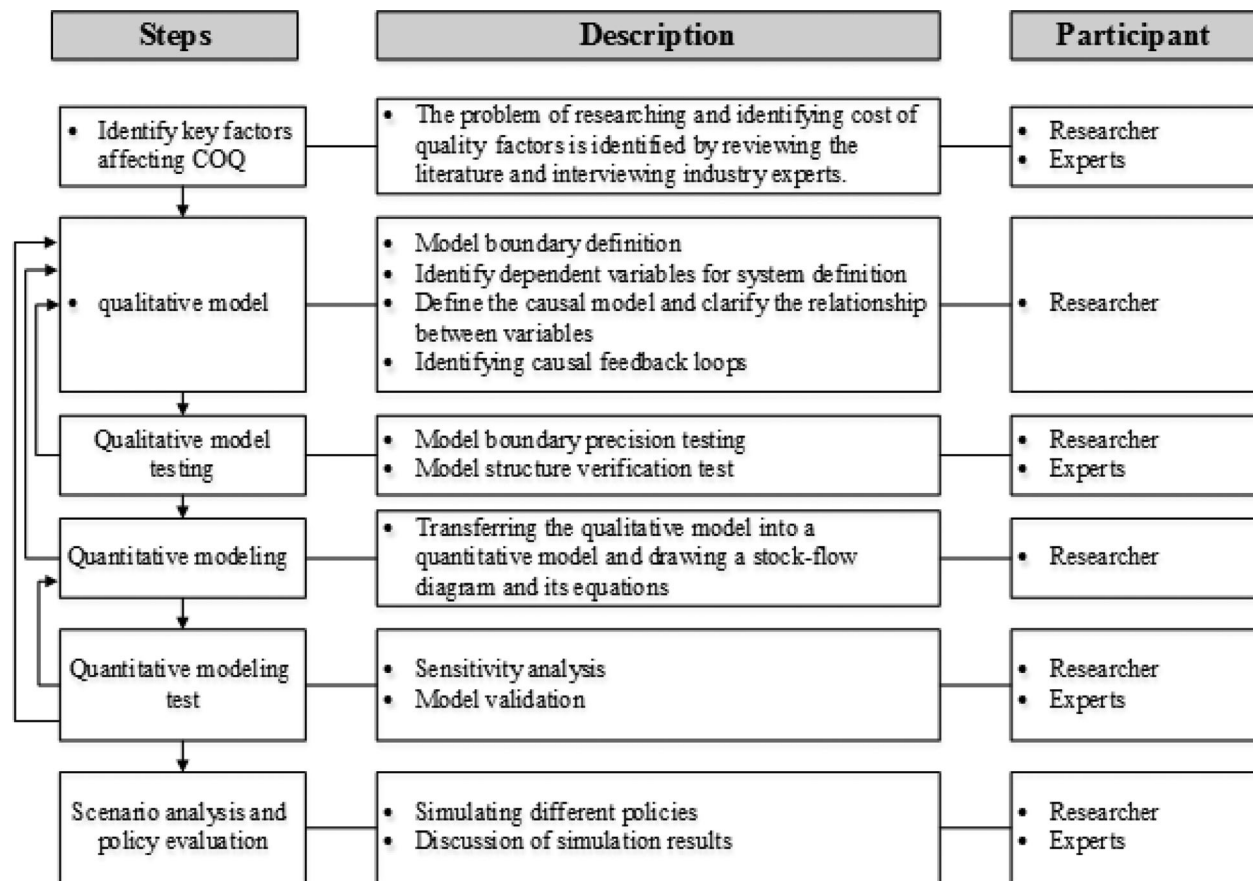 Steps
Description
Participant
• Identify key factors
affecting COQ
• The problem of researching and identifying cost of
quality factors is identified by reviewing the
literature and interviewing industry experts.
• Researcher
• Experts
• qualitative model
• Model boundary definition
• Identify dependent variables for system definition
• Define the causal model and clarify the relationship
between variables
• Identifying causal feedback loops
• Researcher
Qualitative model
testing
• Model boundary precision testing
• Model structure verification test
• Researcher
• Experts
Quantitative modeling
• Transferring the qualitative model into a
quantitative model and drawing a stock-flow
diagram and its equations
• Researcher
Quantitative modeling
test
• Sensitivity analysis
• Model validation
• Researcher
• Experts
Scenario analysis and
policy evaluation
• Simulating different policies
• Discussion of simulation results
• Researcher
• Experts